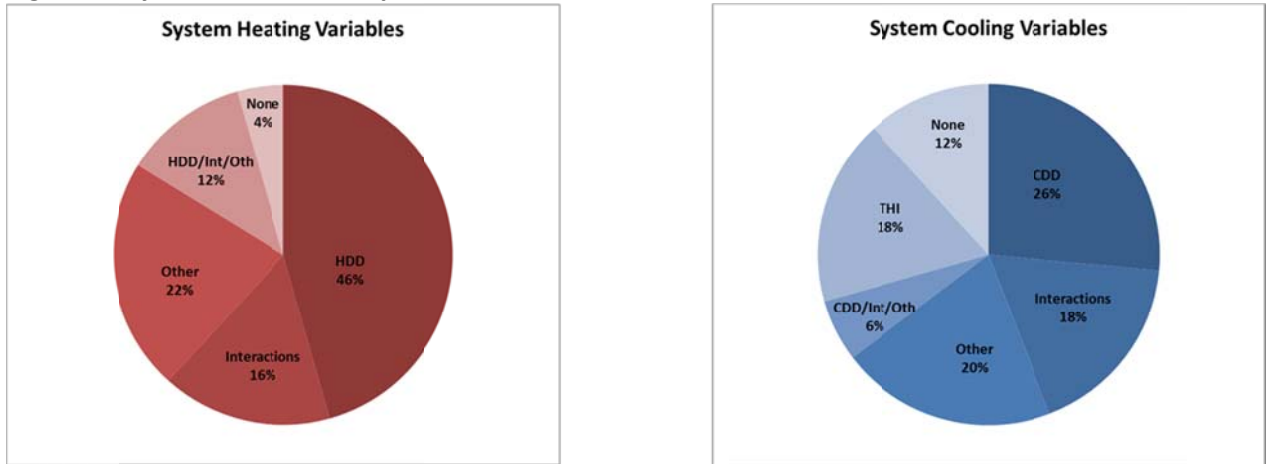 System Heating Variables
None
4%
HDD/Int/Oth
12%
HDD
46%
Other
22%
Interactions
16%
System Cooling Variables
None
12%
CDD
26%
THI
18%
Interactions
18%
CDD/Int/Oth
6%
Other
20%